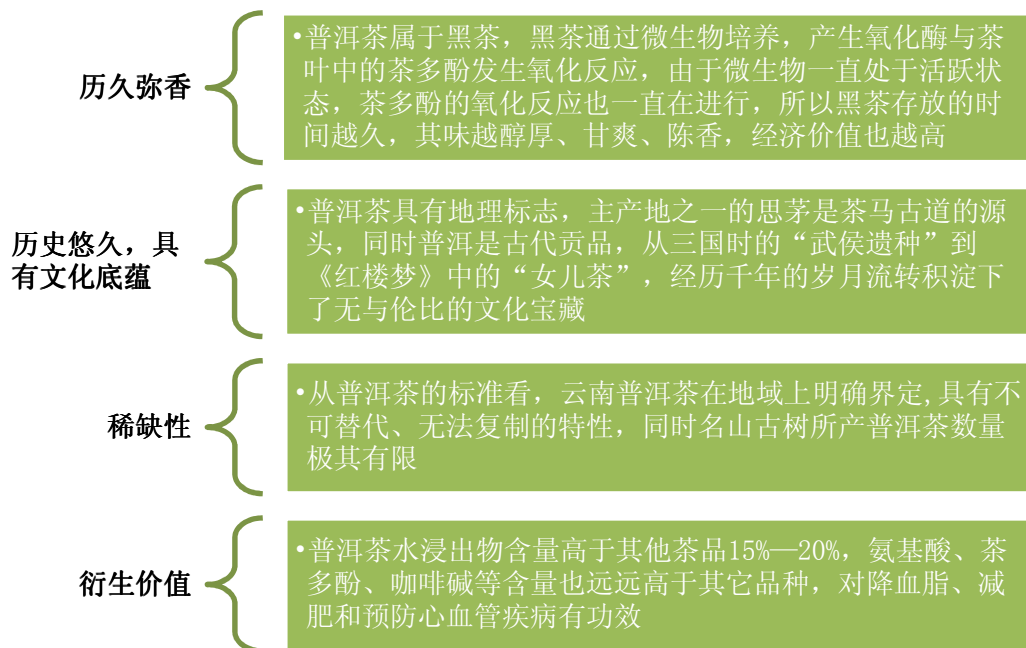 历久弥香
•普洱茶属于黑茶，黑茶通过微生物培养，产生氧化酶与茶
叶中的茶多酚发生氧化反应，由于微生物一直处于活跃状
态，茶多酚的氧化反应也一直在进行，所以黑茶存放的时
间越久，其味越醇厚、甘爽、陈香，经济价值也越高
历史悠久，具
有文化底蕴
•普洱茶具有地理标志，主产地之一的思茅是茶马古道的源
头，同时普洱是古代贡品，从三国时的“武侯遗种”到
《红楼梦》中的“女儿茶”，经历千年的岁月流转积淀下
了无与伦比的文化宝藏
稀缺性
•从普洱茶的标准看，云南普洱茶在地域上明确界定,具有不
可替代、无法复制的特性，同时名山古树所产普洱茶数量
极其有限
衍生价值
•普洱茶水浸出物含量高于其他茶品15%—20%，氨基酸、茶
多酚、咖啡碱等含量也远远高于其它品种，对降血脂、减
肥和预防心血管疾病有功效